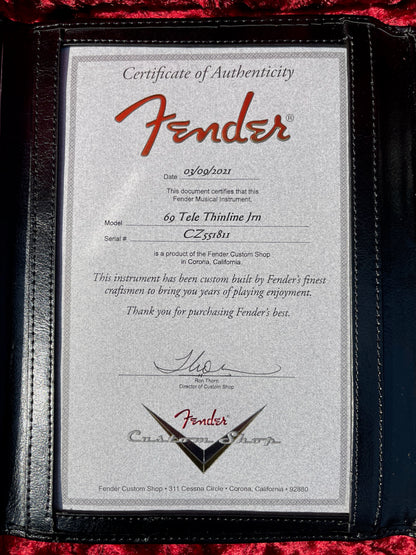 Certificate of Authenticity
Fender®
Date 03/09/2021
This document certifies that this
Fender Musical Instrument,
Model 69 Tele Thinline Jrn
Serial # CZ551811
is a product of the Fender Custom Shop
in Corona, California.
This instrument has been custom built by Fender's finest
craftsmen to bring you years of playing enjoyment.
Thank you for purchasing Fender's best.
Ron Thorn
Director of Custom Shop
Fender
Custom Shop
Fender Custom Shop • 311 Cessna Circle • Corona, California • 92880